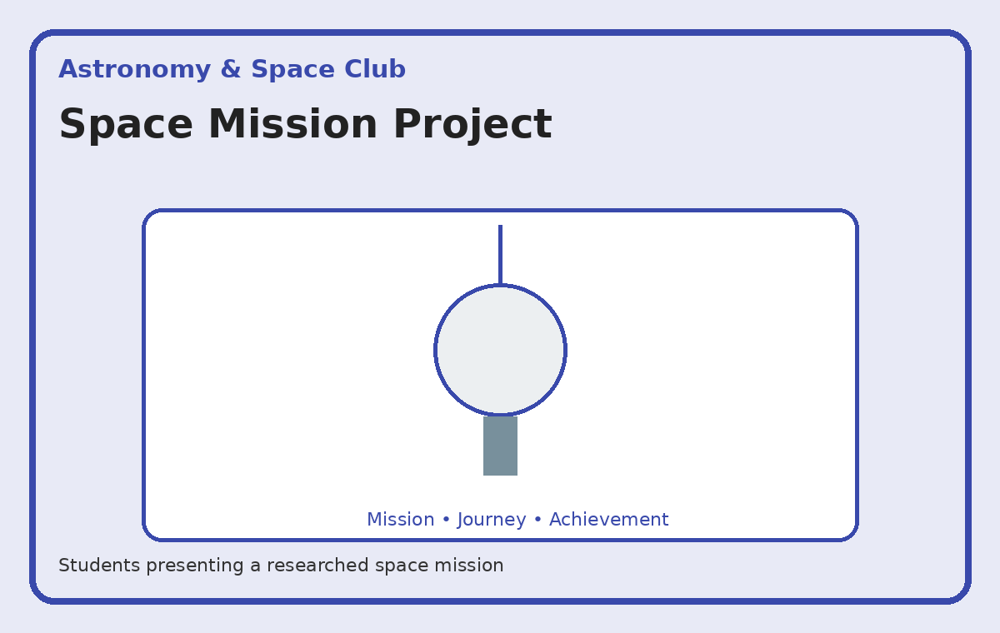 Astronomy & Space Club
Space Mission Project
Mission • Journey • Achievement
Students presenting a researched space mission